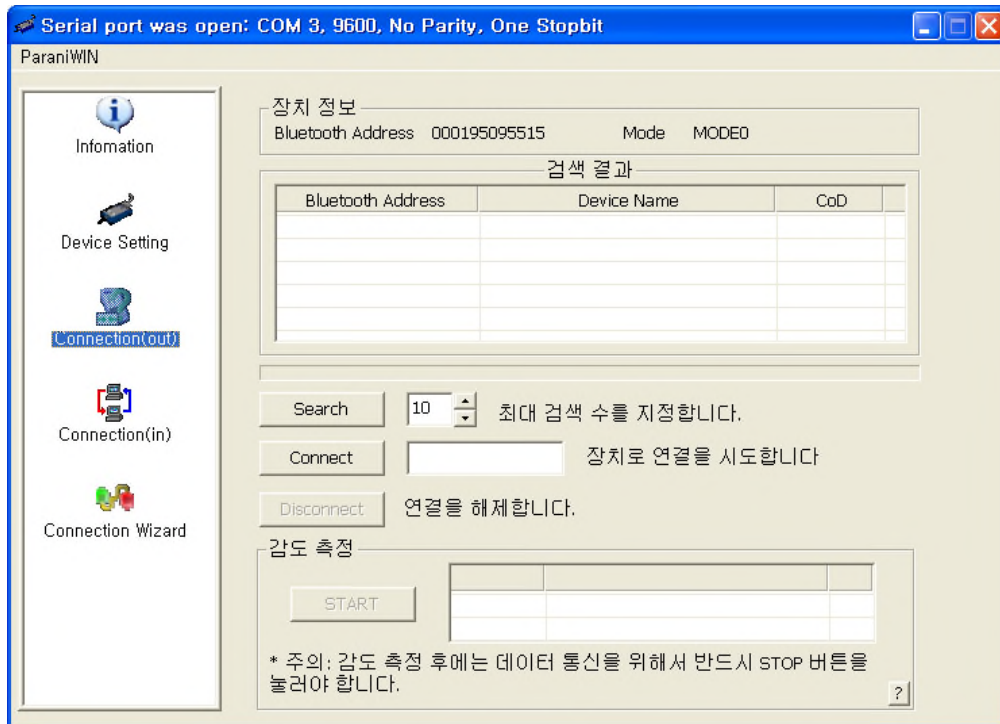 Serial port was open: COM 3, 9600, No Parity, One Stopbit
ParaniWIN
Infomation
Device Setting
Connection(out)
Connection(in)
Connection Wizard
장치 정보
Bluetooth Address 000195095515 Mode MODE0
검색 결과
Bluetooth Address Device Name CoD
Search 10 최대 검색 수를 지정합니다.
Connect 장치로 연결을 시도합니다
Disconnect 연결을 해제합니다.
감도 측정
START
* 주의: 감도 측정 후에는 데이터 통신을 위해서 반드시 STOP 버튼을
눌러야 합니다.
?